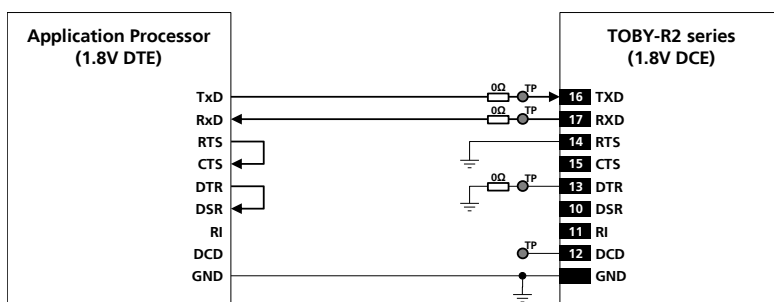 Application Processor
(1.8V DTE)
TOBY-R2 series
(1.8V DCE)
TxD
0Ω
TP
16
TXD
RxD
0Ω
TP
17
RXD
RTS
14
RTS
CTS
15
CTS
DTR
0Ω
TP
13
DTR
DSR
10
DSR
RI
11
RI
DCD
TP
12
DCD
GND
GND